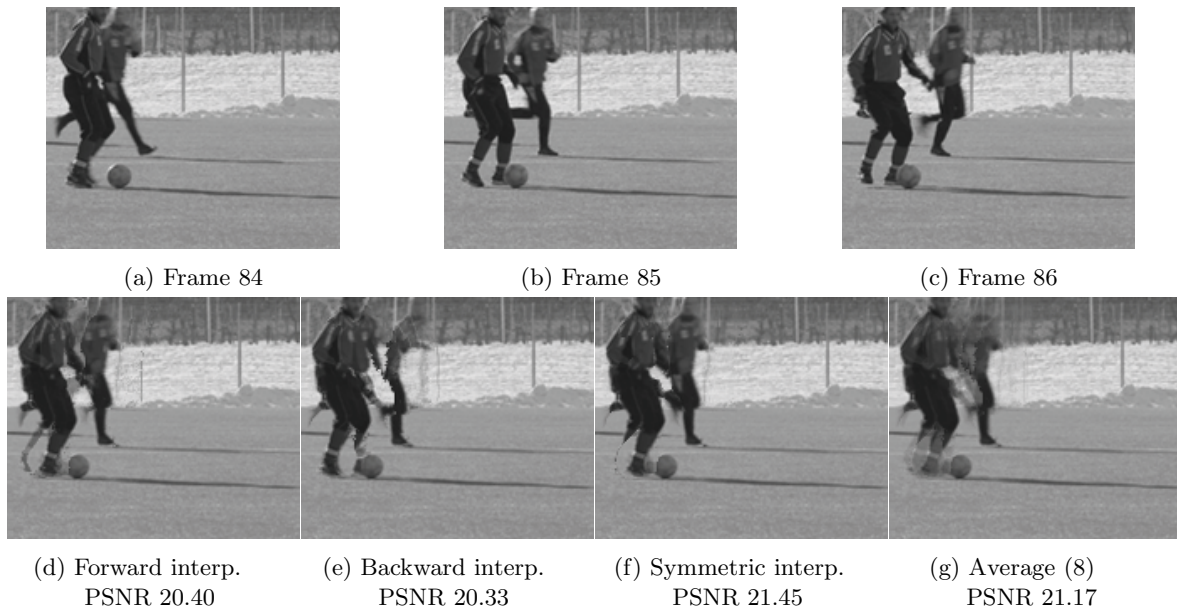 (a) Frame 84
(b) Frame 85
(c) Frame 86
(d) Forward interp.
PSNR 20.40
(e) Backward interp.
PSNR 20.33
(f) Symmetric interp.
PSNR 21.45
(g) Average (8)
PSNR 21.17